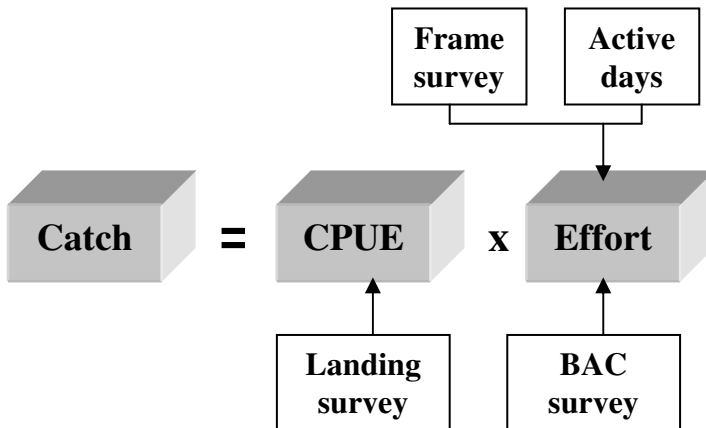 Frame
survey
Active
days
Catch = CPUE x Effort
Landing
survey
BAC
survey